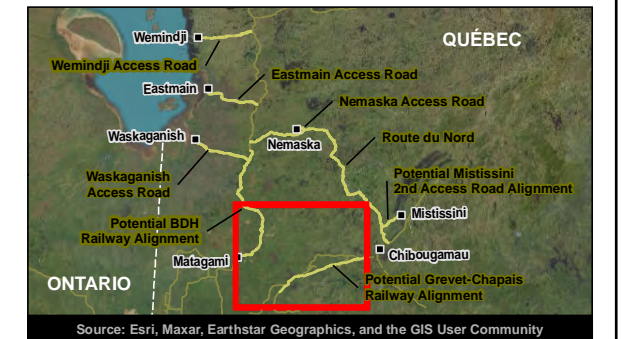 Wemindji
QUÉBEC
Wemindji Access Road
Eastmain Access Road
Eastmain
Nemaska Access Road
Waskaganish
Nemaska
Route du Nord
Waskaganish
Access Road
Potential Mistissini
2nd Access Road Alignment
Mistissini
Potential BDH
Railway Alignment
Chibougamau
Matagami
ONTARIO
Potential Grevet-Chapais
Railway Alignment
Source: Esri, Maxar, Earthstar Geographics, and the GIS User Community